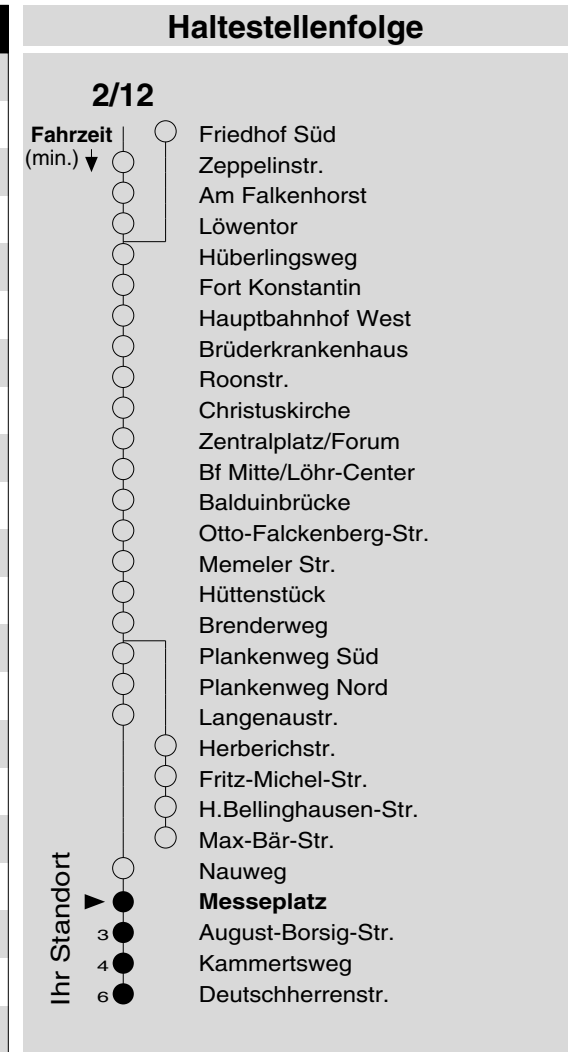 Haltestellenfolge
2/12
Fahrzeit
(min.)
Friedhof Süd
Zeppelinstr.
Am Falkenhorst
Löwentor
Hüberlingsweg
Fort Konstantin
Hauptbahnhof West
Brüderkrankenhaus
Roonstr.
Christuskirche
Zentralplatz/Forum
Bf Mitte/Löhr-Center
Balduinbrücke
Otto-Falckenberg-Str.
Memeler Str.
Hüttenstück
Brenderweg
Plankenweg Süd
Plankenweg Nord
Langenaustr.
Herberichstr.
Fritz-Michel-Str.
H.Bellinghausen-Str.
Max-Bär-Str.
Nauweg
Ihr Standort
Messeplatz
3 August-Borsig-Str.
4 Kammertsweg
6 Deutschherrenstr.